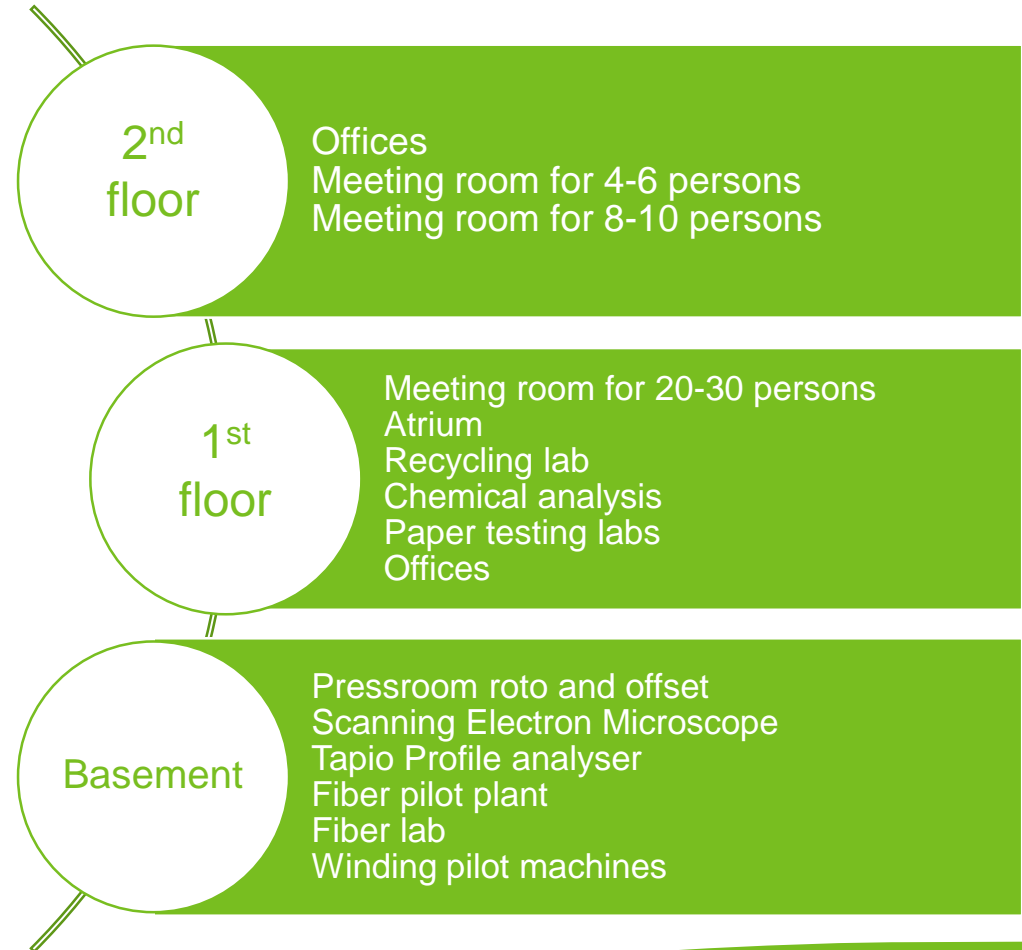 2nd
floor
Offices
Meeting room for 4-6 persons
Meeting room for 8-10 persons
1st
floor
Meeting room for 20-30 persons
Atrium
Recycling lab
Chemical analysis
Paper testing labs
Offices
Basement
Pressroom roto and offset
Scanning Electron Microscope
Tapio Profile analyser
Fiber pilot plant
Fiber lab
Winding pilot machines